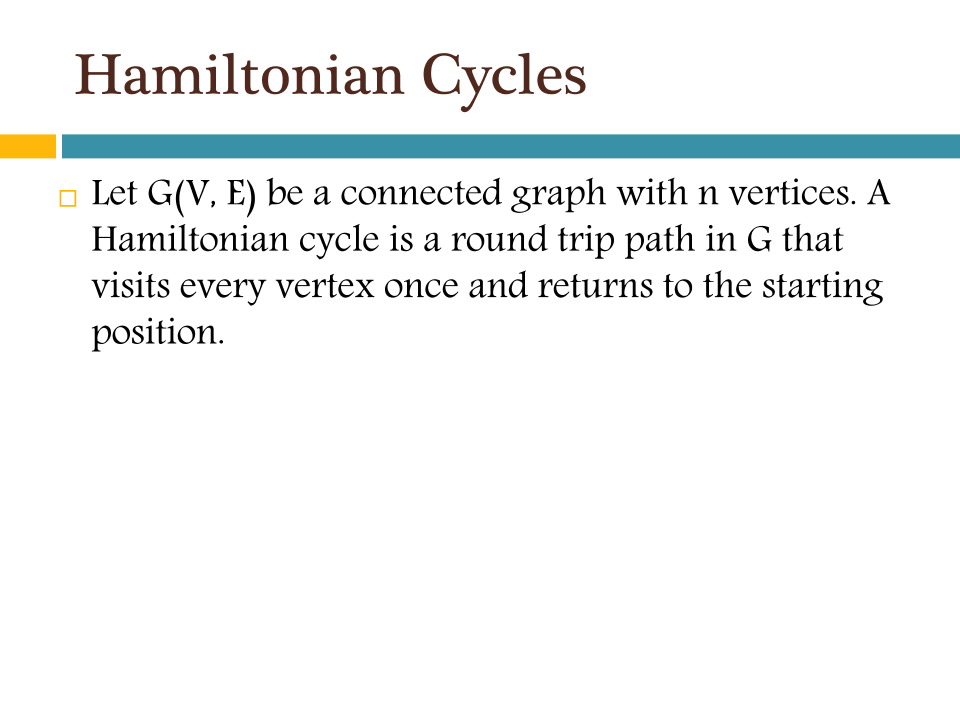 Hamiltonian Cycles
Let G(V, E) be a connected graph with n vertices. A
Hamiltonian cycle is a round trip path in G that
visits every vertex once and returns to the starting
position.